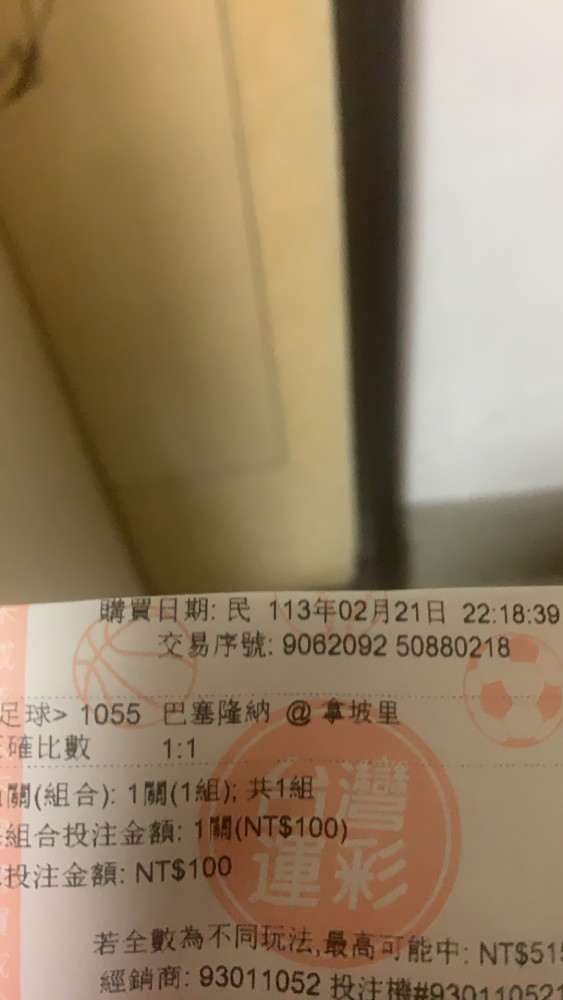 購買日期: 民 113年02月21日 22:18:39
交易序號: 9062092 50880218
足球> 1055 巴塞隆納 @ 拿坡里
確比數 1:1
關(組合): 1關(1組); 共1組
組合投注金額: 1關(NT$100)
投注金額: NT$100
台灣
運彩
若全數為不同玩法,最高可能中: NT$515
經銷商: 93011052 投注機#930110521